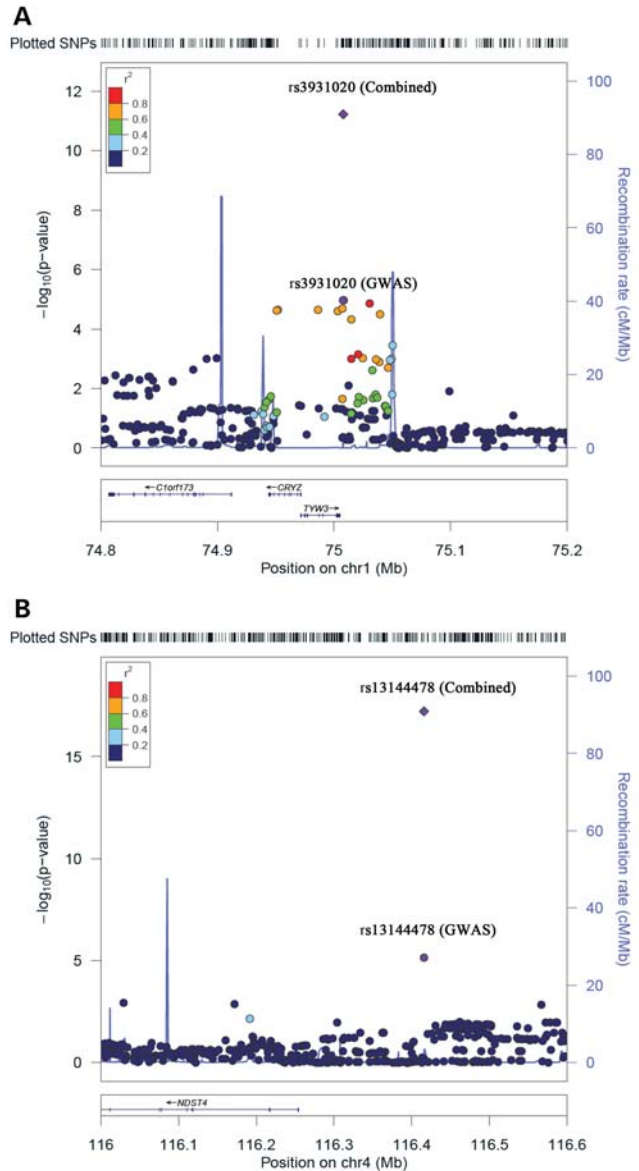 A
Plotted SNPs
r2
0.8
0.6
0.4
0.2
rs3931020 (Combined)
rs3931020 (GWAS)
12
10
8
6
4
2
0
−log10(p−value)
100
80
60
40
20
0
Recombination rate (cM/Mb)
←C1orf173
←CRYZ
TYW3→
74.8 74.9 75 75.1 75.2
Position on chr1 (Mb)
B
Plotted SNPs
r2
0.8
0.6
0.4
0.2
rs13144478 (Combined)
rs13144478 (GWAS)
15
10
5
0
−log10(p−value)
100
80
60
40
20
0
Recombination rate (cM/Mb)
←NDST4
116 116.1 116.2 116.3 116.4 116.5 116.6
Position on chr4 (Mb)